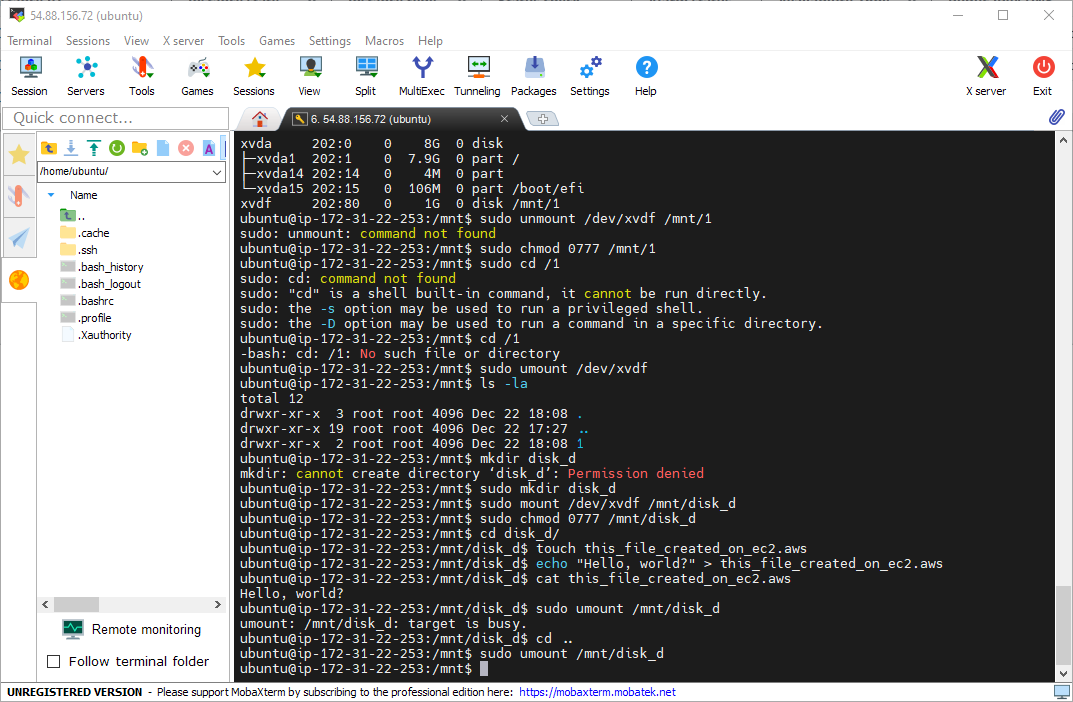 54.88.156.72 (ubuntu)
Terminal Sessions View X server Tools Games Settings Macros Help
Session Servers Tools Games Sessions View Split MultiExec Tunneling Packages Settings Help X server Exit
Quick connect...
6. 54.88.156.72 (ubuntu)
/home/ubuntu/
Name
..
.cache
.ssh
.bash_history
.bash_logout
.bashrc
.profile
.Xauthority
Remote monitoring
Follow terminal folder
xvda     202:0    0    8G  0 disk
├─xvda1  202:1    0  7.9G  0 part /
├─xvda14 202:14   0    4M  0 part
└─xvda15 202:15   0  106M  0 part /boot/efi
xvdf     202:80   0    1G  0 disk /mnt/1
ubuntu@ip-172-31-22-253:/mnt$ sudo unmount /dev/xvdf /mnt/1
sudo: unmount: command not found
ubuntu@ip-172-31-22-253:/mnt$ sudo chmod 0777 /mnt/1
ubuntu@ip-172-31-22-253:/mnt$ sudo cd /1
sudo: cd: command not found
sudo: "cd" is a shell built-in command, it cannot be run directly.
sudo: the -s option may be used to run a privileged shell.
sudo: the -D option may be used to run a command in a specific directory.
ubuntu@ip-172-31-22-253:/mnt$ cd /1
-bash: cd: /1: No such file or directory
ubuntu@ip-172-31-22-253:/mnt$ sudo umount /dev/xvdf
ubuntu@ip-172-31-22-253:/mnt$ ls -la
total 12
drwxr-xr-x  3 root root 4096 Dec 22 18:08 .
drwxr-xr-x 19 root root 4096 Dec 22 17:27 ..
drwxr-xr-x  2 root root 4096 Dec 22 18:08 1
ubuntu@ip-172-31-22-253:/mnt$ mkdir disk_d
mkdir: cannot create directory ‘disk_d’: Permission denied
ubuntu@ip-172-31-22-253:/mnt$ sudo mkdir disk_d
ubuntu@ip-172-31-22-253:/mnt$ sudo mount /dev/xvdf /mnt/disk_d
ubuntu@ip-172-31-22-253:/mnt$ sudo chmod 0777 /mnt/disk_d
ubuntu@ip-172-31-22-253:/mnt$ cd disk_d/
ubuntu@ip-172-31-22-253:/mnt/disk_d$ touch this_file_created_on_ec2.aws
ubuntu@ip-172-31-22-253:/mnt/disk_d$ echo "Hello, world?" > this_file_created_on_ec2.aws
ubuntu@ip-172-31-22-253:/mnt/disk_d$ cat this_file_created_on_ec2.aws
Hello, world?
ubuntu@ip-172-31-22-253:/mnt/disk_d$ sudo umount /mnt/disk_d
umount: /mnt/disk_d: target is busy.
ubuntu@ip-172-31-22-253:/mnt/disk_d$ cd ..
ubuntu@ip-172-31-22-253:/mnt$ sudo umount /mnt/disk_d
ubuntu@ip-172-31-22-253:/mnt$
UNREGISTERED VERSION - Please support MobaXterm by subscribing to the professional edition here: https://mobaxterm.mobatek.net